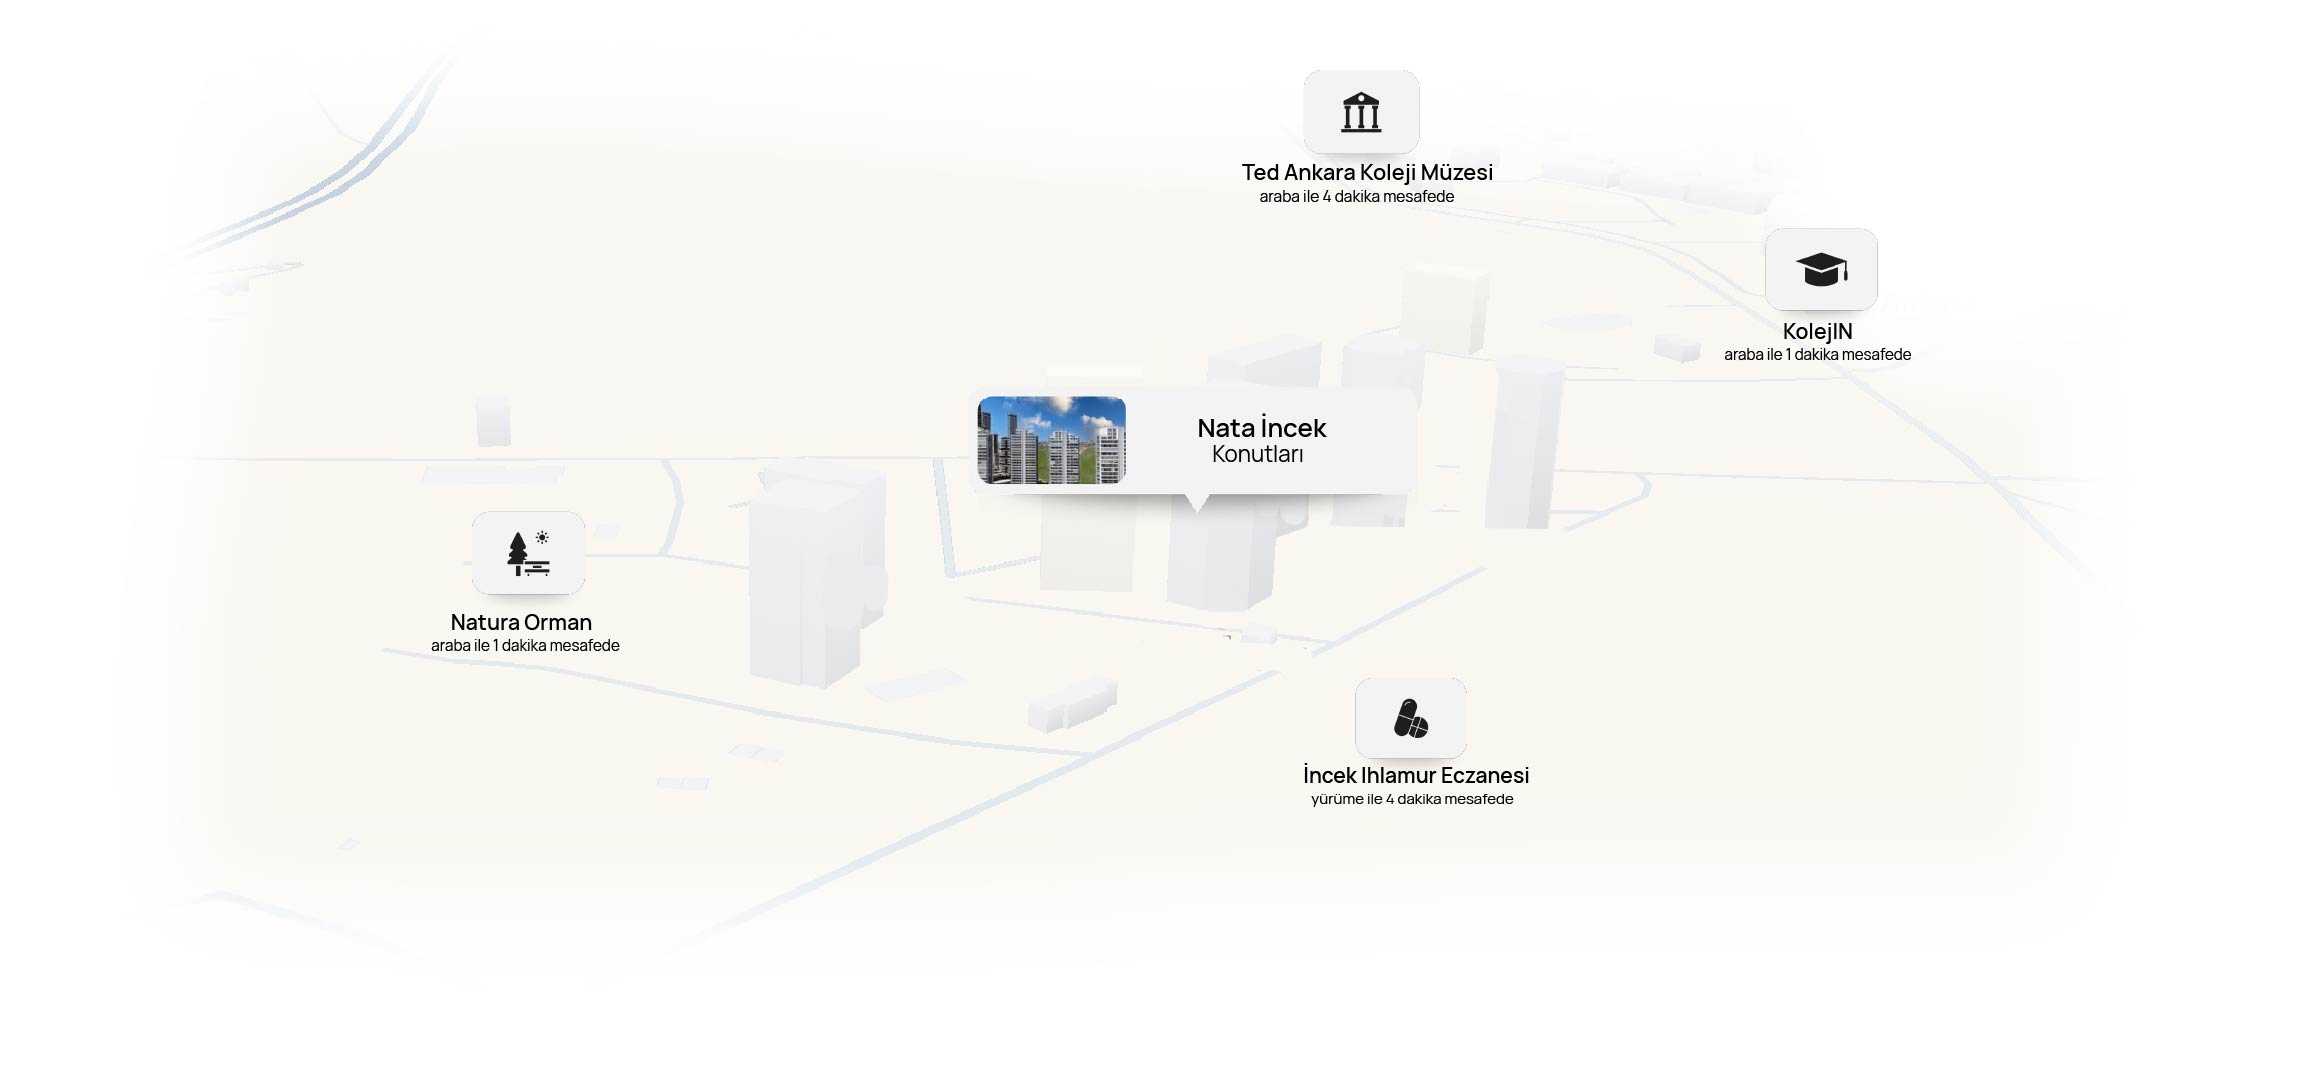 Ted Ankara Koleji Müzesi
araba ile 4 dakika mesafede
KolejIN
araba ile 1 dakika mesafede
Nata İncek
Konutları
Natura Orman
araba ile 1 dakika mesafede
İncek Ihlamur Eczanesi
yürüme ile 4 dakika mesafede